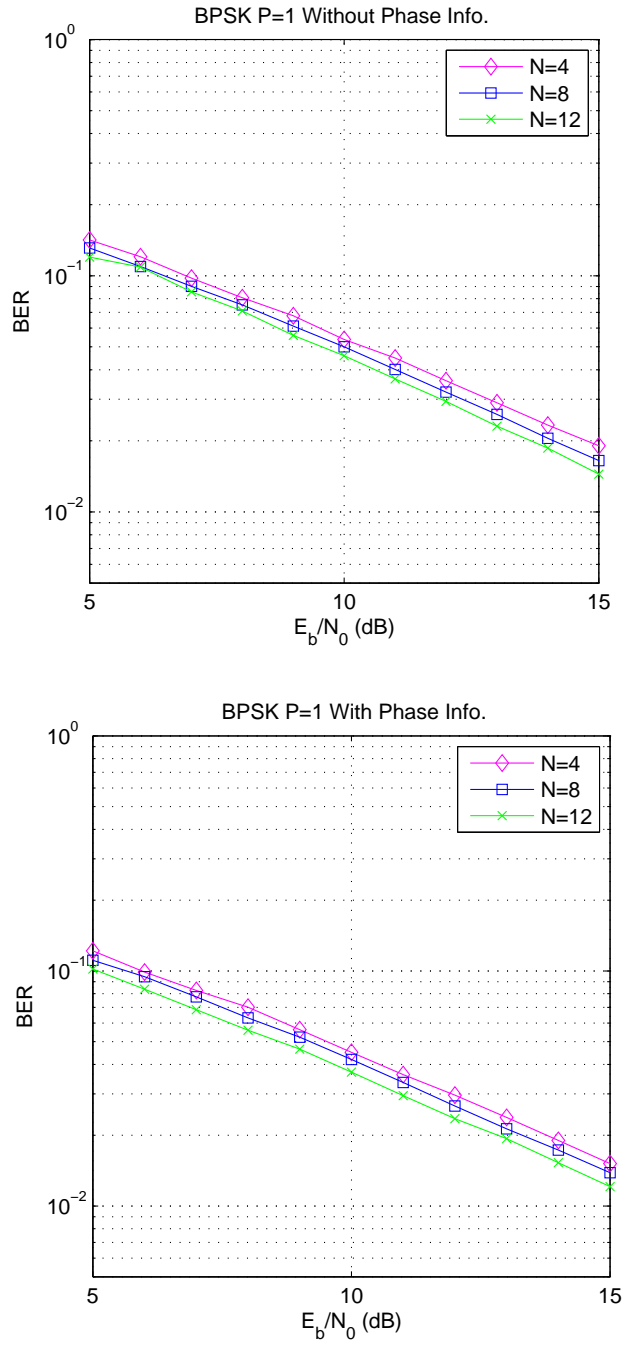 BPSK P=1 Without Phase Info.
10^0
10^-1
10^-2
BER
N=4
N=8
N=12
5
10
15
E_b/N_0 (dB)
BPSK P=1 With Phase Info.
10^0
10^-1
10^-2
BER
N=4
N=8
N=12
5
10
15
E_b/N_0 (dB)